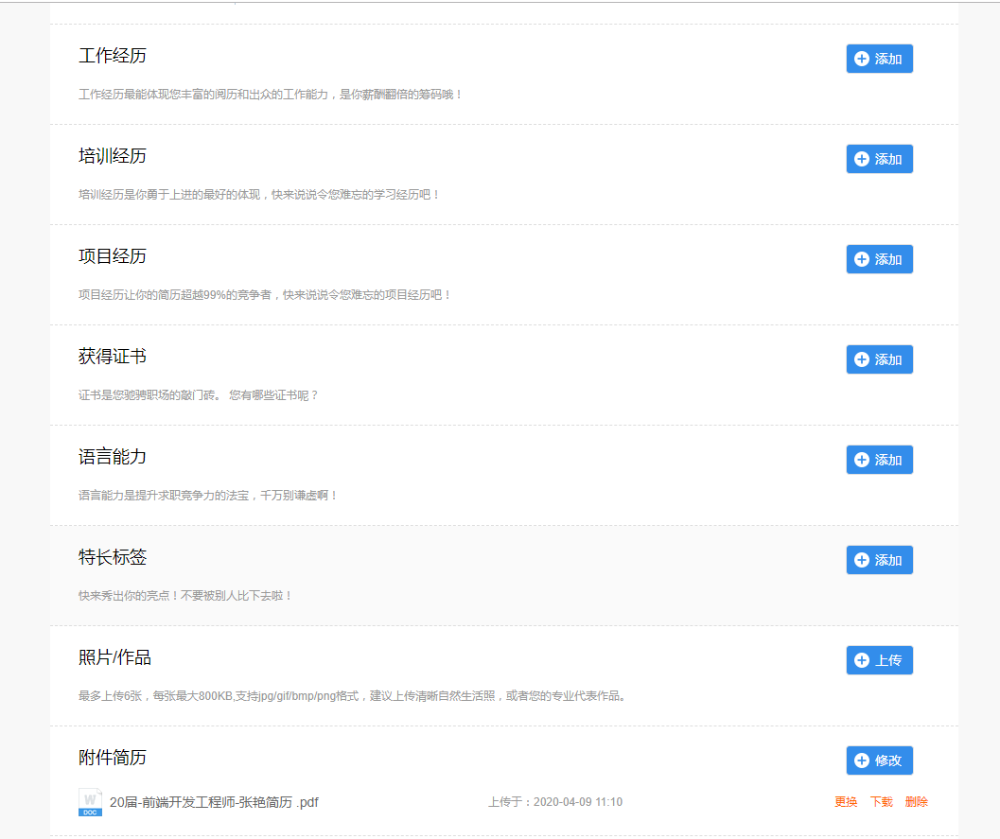 工作经历
添加
工作经历最能体现您丰富的阅历和出众的工作能力，是你薪酬翻倍的筹码哦！
培训经历
添加
培训经历是你勇于上进的最好的体现，快来说说令您难忘的学习经历吧！
项目经历
添加
项目经历让你的简历超越99%的竞争者，快来说说令您难忘的项目经历吧！
获得证书
添加
证书是您驰骋职场的敲门砖。 您有哪些证书呢？
语言能力
添加
语言能力是提升求职竞争力的法宝，千万别谦虚啊！
特长标签
添加
快来秀出你的亮点！不要被别人比下去啦！
照片/作品
上传
最多上传6张，每张最大800KB,支持jpg/gif/bmp/png格式，建议上传清晰自然生活照，或者您的专业代表作品。
附件简历
修改
W DOC 20届-前端开发工程师-张艳简历 .pdf 上传于：2020-04-09 11:10 更换 下载 删除